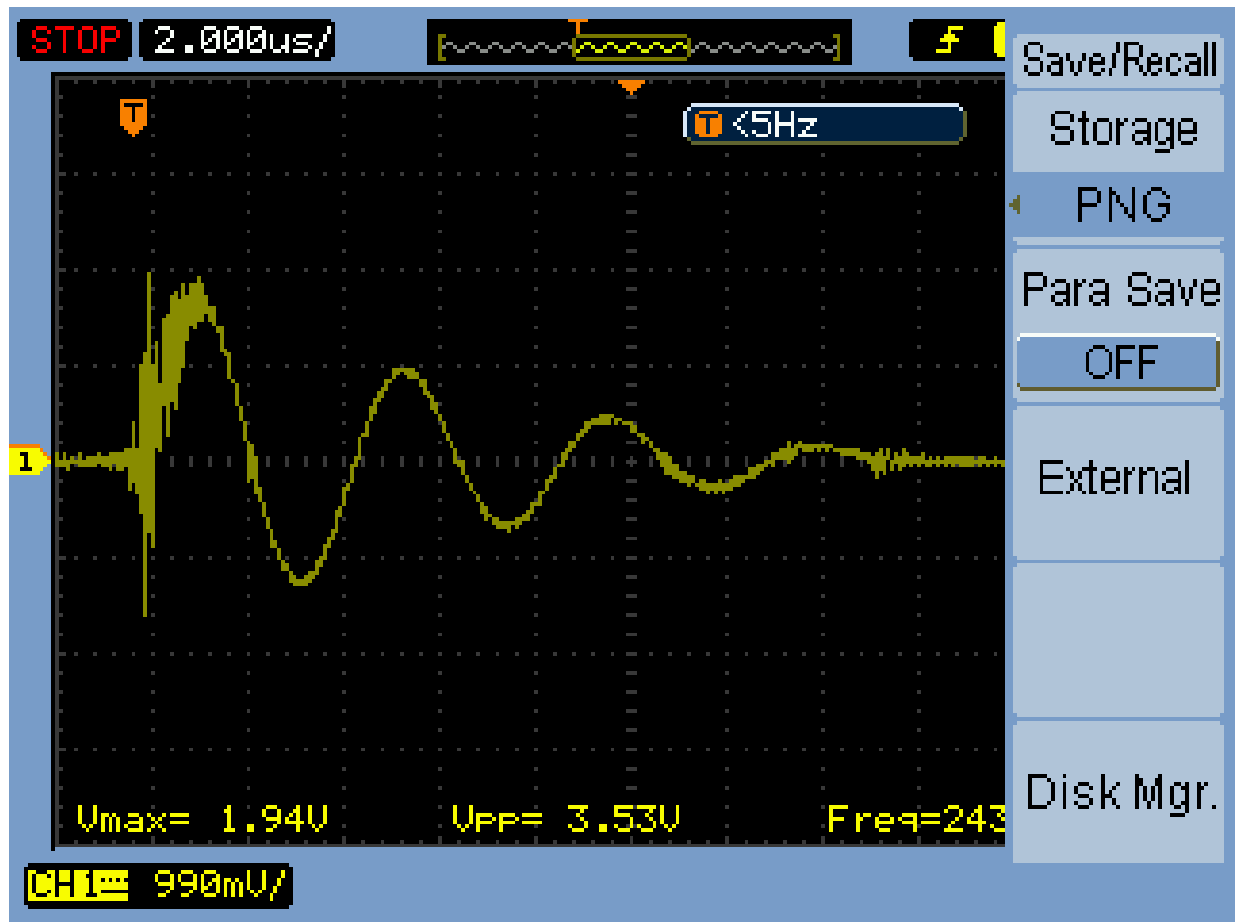 STOP 2.000us/
T
Save/Recall
T
T <5Hz
Storage
PNG
Para Save
OFF
1
External
Disk Mgr.
Vmax= 1.94V Vpp= 3.53V Freq=243
CH1 990mV/